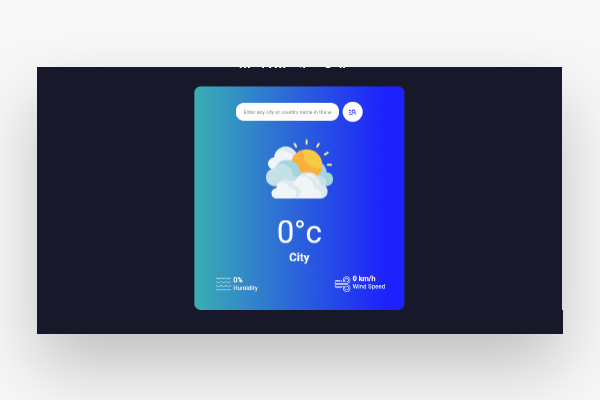 Enter any city or country name in the w
0°c
City
0%
Humidity
0 km/h
Wind Speed